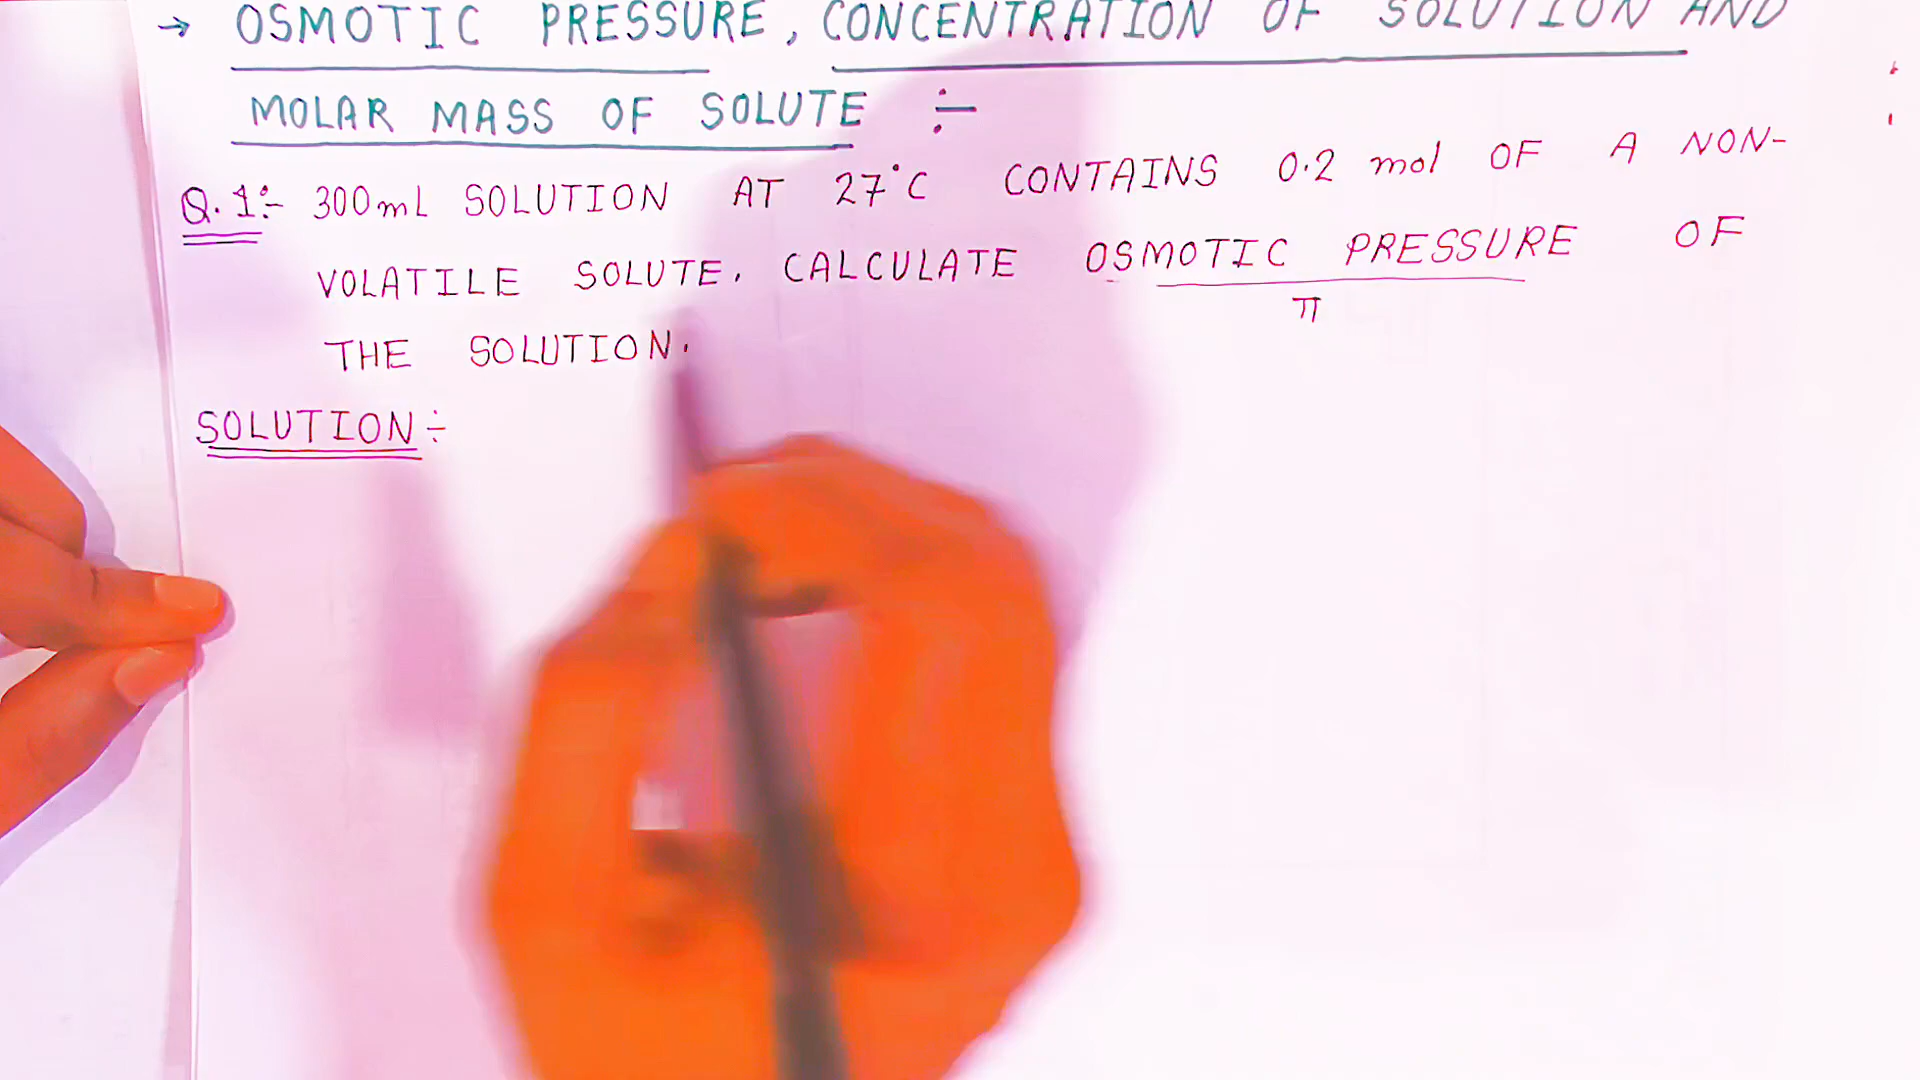 → OSMOTIC PRESSURE, CONCENTRATION OF SOLUTION AND
MOLAR MASS OF SOLUTE :-
Q.1:- 300mL SOLUTION AT 27°C CONTAINS 0.2 mol OF A NON-
VOLATILE SOLUTE. CALCULATE OSMOTIC PRESSURE OF
π
THE SOLUTION.
SOLUTION:-